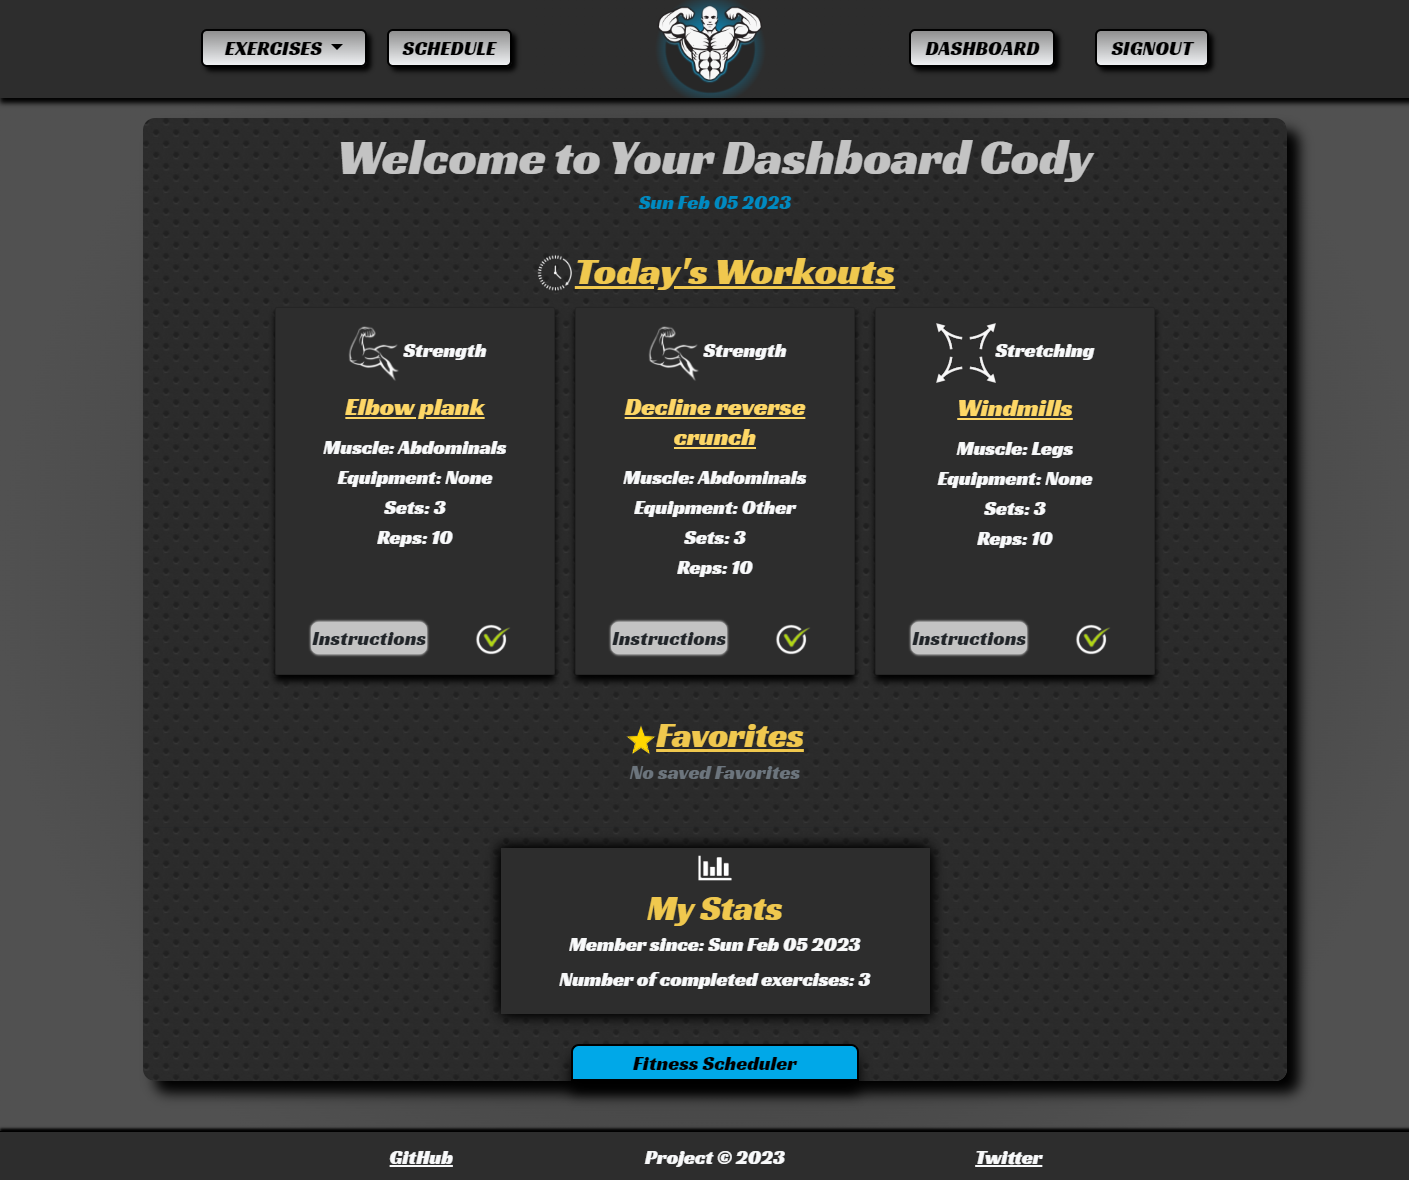 EXERCISES
SCHEDULE
DASHBOARD
SIGNOUT
Welcome to Your Dashboard Cody
Sun Feb 05 2023
Today's Workouts
Strength
Elbow plank
Muscle: Abdominals
Equipment: None
Sets: 3
Reps: 10
Instructions
Strength
Decline reverse
crunch
Muscle: Abdominals
Equipment: Other
Sets: 3
Reps: 10
Instructions
Stretching
Windmills
Muscle: Legs
Equipment: None
Sets: 3
Reps: 10
Instructions
Favorites
No saved Favorites
My Stats
Member since: Sun Feb 05 2023
Number of completed exercises: 3
Fitness Scheduler
GitHub
Project © 2023
Twitter